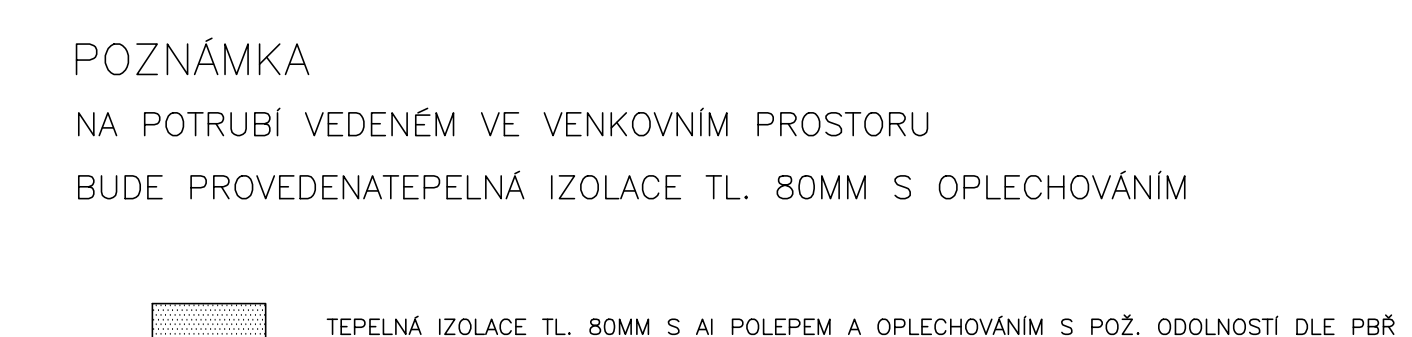 POZNÁMKA
NA POTRUBÍ VEDENÉM VE VENKOVNÍM PROSTORU
BUDE PROVEDENATEPELNÁ IZOLACE TL. 80MM S OPLECHOVÁNÍM
TEPELNÁ IZOLACE TL. 80MM S Al POLEPEM A OPLECHOVÁNÍM S POŽ. ODOLNOSTÍ DLE PBŘ